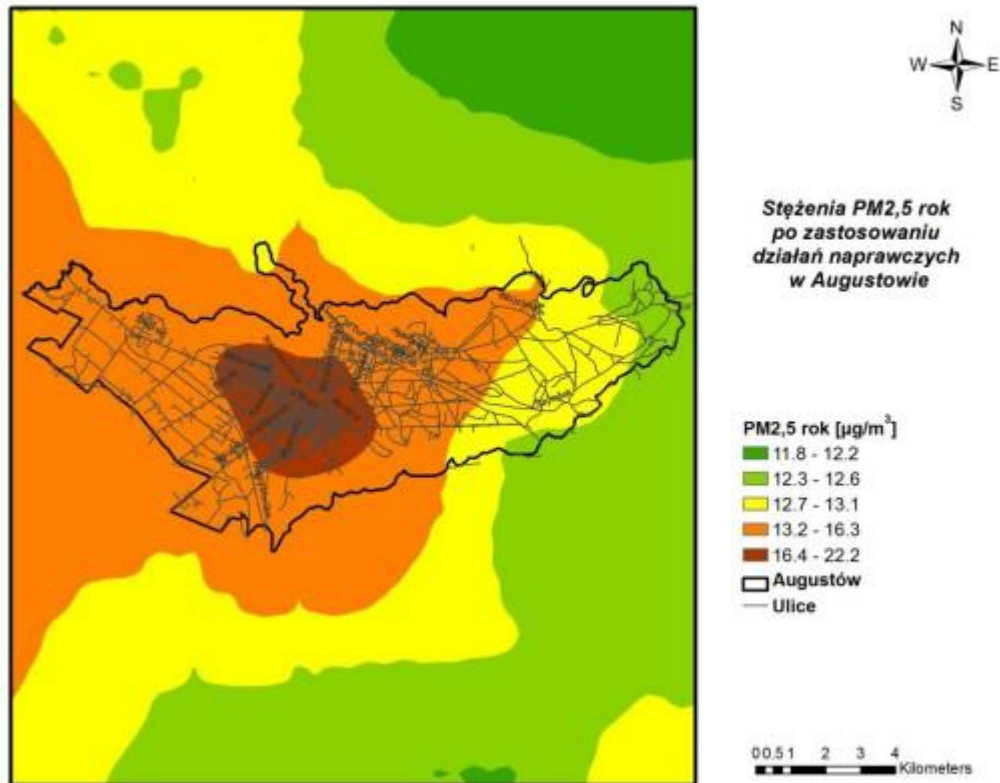 N
W E
S
Stężenia PM2,5 rok
po zastosowaniu
działań naprawczych
w Augustowie
PM2,5 rok [µg/m³]
11.8 - 12.2
12.3 - 12.6
12.7 - 13.1
13.2 - 16.3
16.4 - 22.2
Augustów
Ulice
0 0,5 1 2 3 4
Kilometers